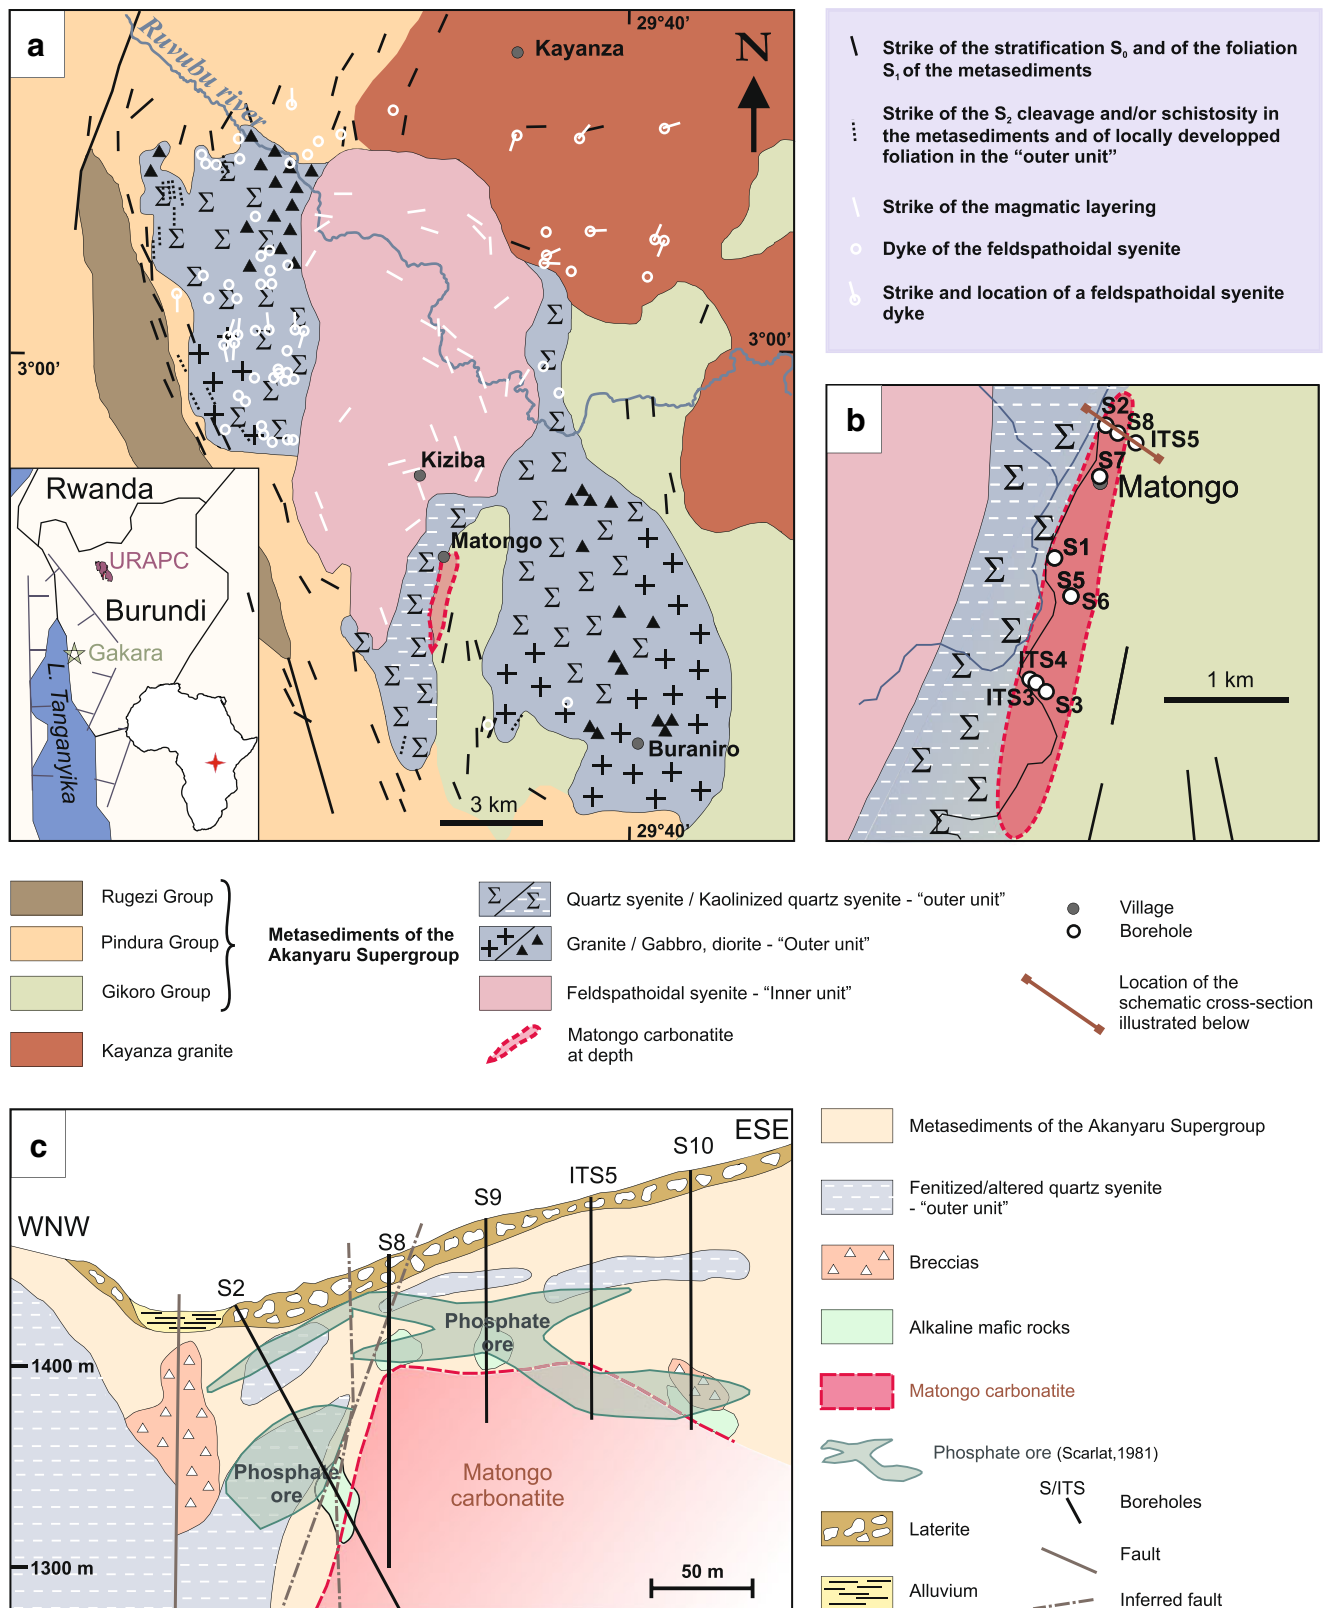 a
29°40’
Kayanza
N
Ruvubu river
3°00’
3°00’
Kiziba
Matongo
Buraniro
3 km
29°40’
Rwanda
URAPC
Burundi
Gakara
L. Tanganyika
Strike of the stratification S0 and of the foliation
S1 of the metasediments
Strike of the S2 cleavage and/or schistosity in
the metasediments and of locally developped
foliation in the “outer unit”
Strike of the magmatic layering
Dyke of the feldspathoidal syenite
Strike and location of a feldspathoidal syenite
dyke
b
S2
S8
ITS5
S7
Matongo
S1
S5
S6
ITS4
ITS3
S3
1 km
Rugezi Group
Pindura Group
Gikoro Group
Metasediments of the
Akanyaru Supergroup
Kayanza granite
Quartz syenite / Kaolinized quartz syenite - “outer unit”
Granite / Gabbro, diorite - “Outer unit”
Feldspathoidal syenite - “Inner unit”
Matongo carbonatite
at depth
Village
Borehole
Location of the
schematic cross-section
illustrated below
c
WNW
ESE
S2
S8
S9
ITS5
S10
Phosphate
ore
Phosphate
ore
Matongo
carbonatite
1400 m
1300 m
50 m
Metasediments of the Akanyaru Supergroup
Fenitized/altered quartz syenite
- “outer unit”
Breccias
Alkaline mafic rocks
Matongo carbonatite
Phosphate ore (Scarlat,1981)
S/ITS
Boreholes
Laterite
Fault
Alluvium
Inferred fault